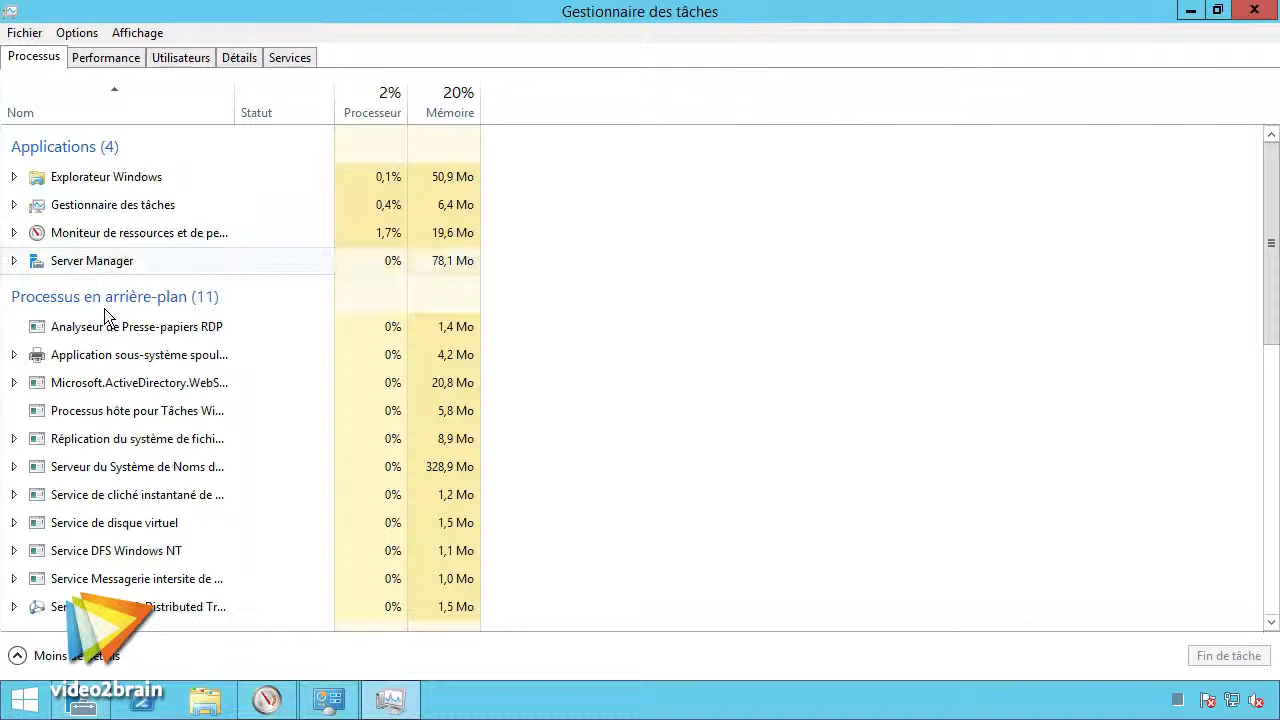 Gestionnaire des tâches
Fichier Options Affichage
Processus Performance Utilisateurs Détails Services
2% 20%
Nom Statut Processeur Mémoire
Applications (4)
Explorateur Windows 0,1% 50,9 Mo
Gestionnaire des tâches 0,4% 6,4 Mo
Moniteur de ressources et de pe... 1,7% 19,6 Mo
Server Manager 0% 78,1 Mo
Processus en arrière-plan (11)
Analyseur de Presse-papiers RDP 0% 1,4 Mo
Application sous-système spoul... 0% 4,2 Mo
Microsoft.ActiveDirectory.WebS... 0% 20,8 Mo
Processus hôte pour Tâches Wi... 0% 5,8 Mo
Réplication du système de fichi... 0% 8,9 Mo
Serveur du Système de Noms d... 0% 328,9 Mo
Service de cliché instantané de ... 0% 1,2 Mo
Service de disque virtuel 0% 1,5 Mo
Service DFS Windows NT 0% 1,1 Mo
Service Messagerie intersite de ... 0% 1,0 Mo
Distributed Tr... 0% 1,5 Mo
Moins
Fin de tâche
video2brain